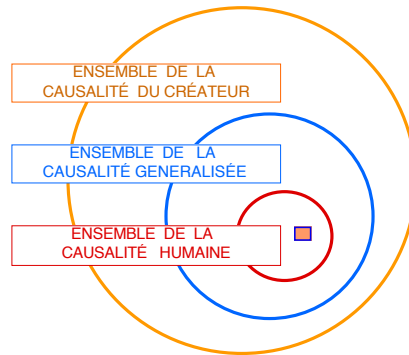 ENSEMBLE DE LA
CAUSALITÉ DU CRÉATEUR
ENSEMBLE DE LA
CAUSALITÉ GENERALISÉE
ENSEMBLE DE LA
CAUSALITÉ HUMAINE